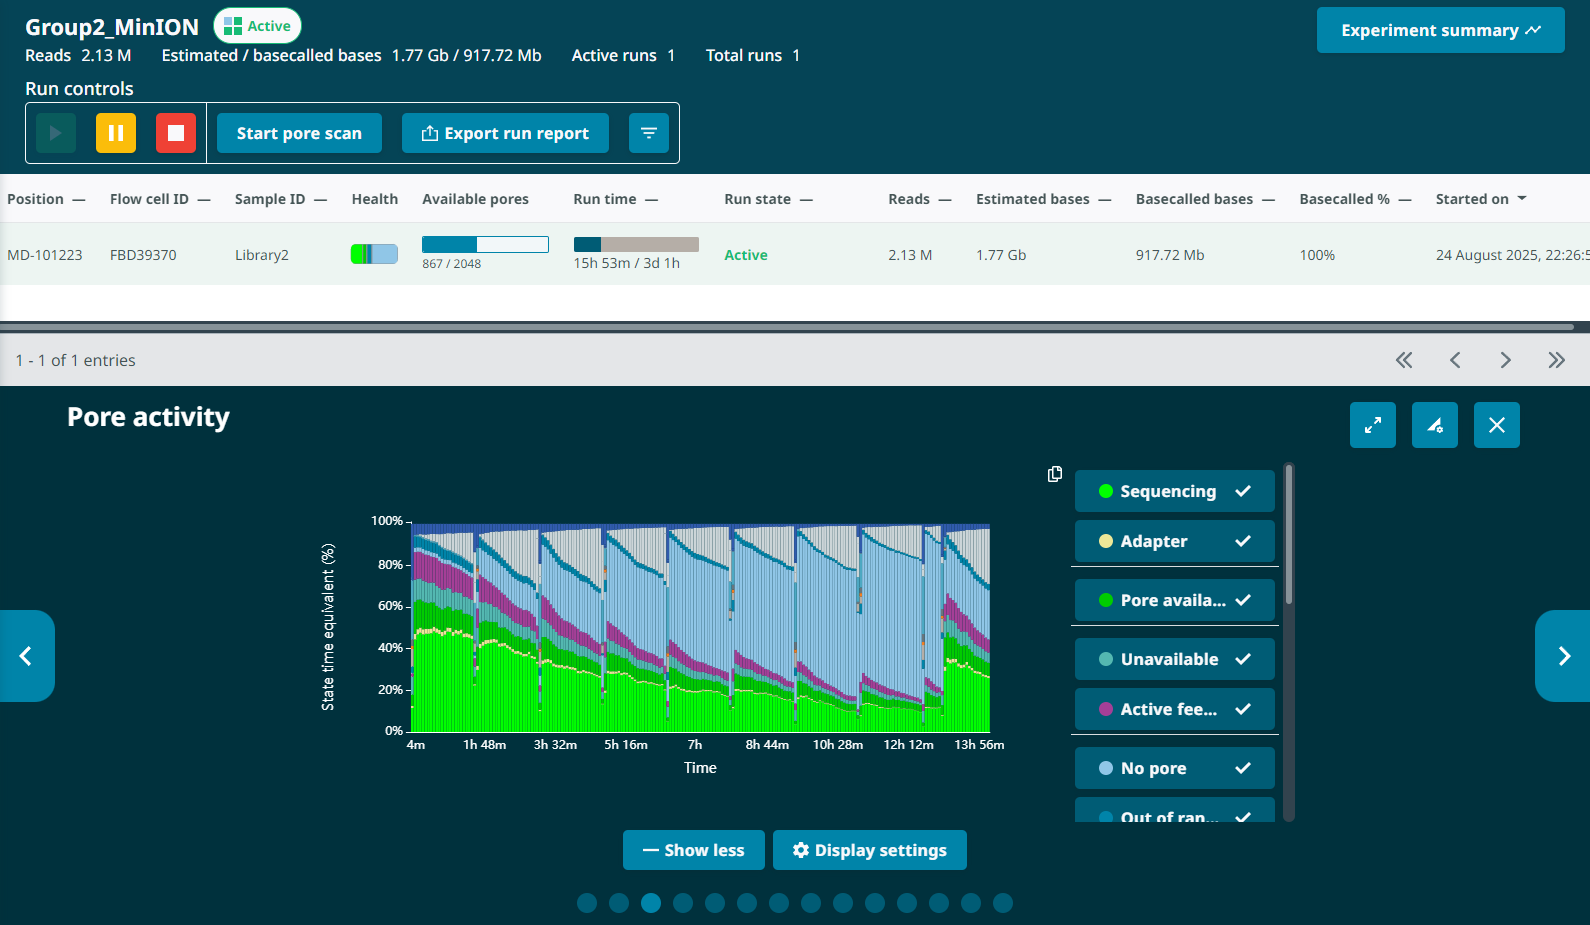 Group2_MinION Active
Experiment summary
Reads 2.13 M Estimated / basecalled bases 1.77 Gb / 917.72 Mb Active runs 1 Total runs 1
Run controls
Start pore scan Export run report
Position Flow cell ID Sample ID Health Available pores Run time Run state Reads Estimated bases Basecalled bases Basecalled % Started on
MD-101223 FBD39370 Library2 867 / 2048 15h 53m / 3d 1h Active 2.13 M 1.77 Gb 917.72 Mb 100% 24 August 2025, 22:26:5
1 - 1 of 1 entries
Pore activity
State time equivalent (%)
100%
80%
60%
40%
20%
0%
4m 1h 48m 3h 32m 5h 16m 7h 8h 44m 10h 28m 12h 12m 13h 56m
Time
Sequencing
Adapter
Pore availa...
Unavailable
Active fee...
No pore
Out of ran...
Show less Display settings